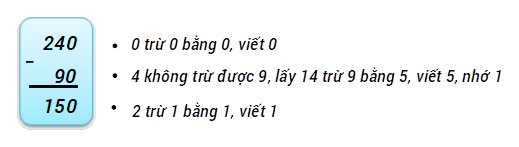 240
-
90
150
• 0 trừ 0 bằng 0, viết 0
• 4 không trừ được 9, lấy 14 trừ 9 bằng 5, viết 5, nhớ 1
• 2 trừ 1 bằng 1, viết 1